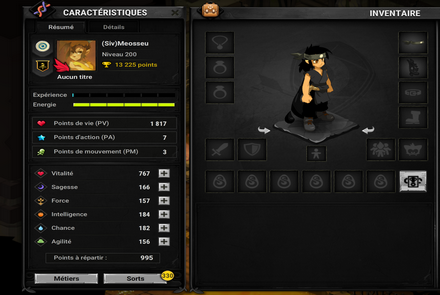 CARACTÉRISTIQUES
INVENTAIRE
Résumé
Détails
(Siv)Meosseu
Niveau 200
13 225 points
Aucun titre
Expérience
Energie
Points de vie (PV) 1 817
Points d'action (PA) 7
Points de mouvement (PM) 3
Vitalité 767
Sagesse 166
Force 157
Intelligence 184
Chance 182
Agilité 156
Points à répartir : 995
Métiers
Sorts
330